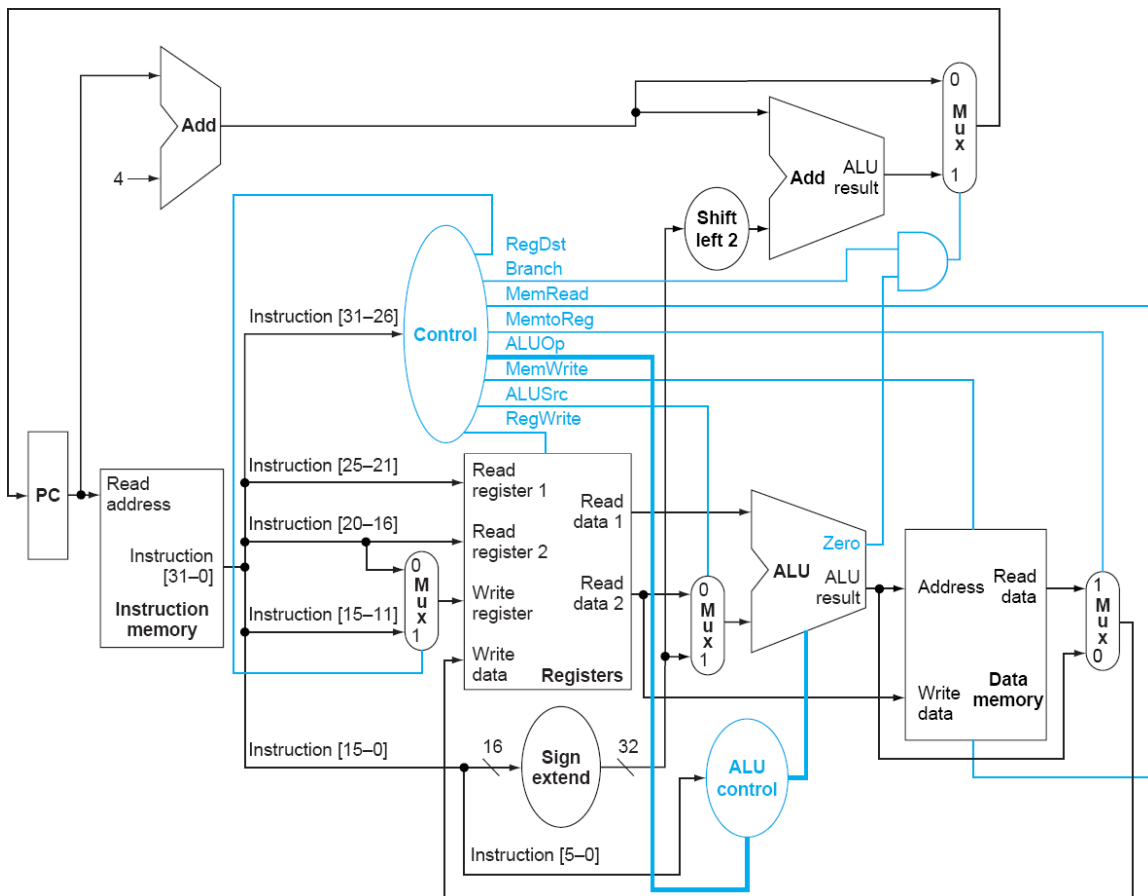 Add
4
0
Mux
1
Add
ALU
result
Shift
left 2
RegDst
Branch
MemRead
MemtoReg
ALUOp
MemWrite
ALUSrc
RegWrite
Control
Instruction [31–26]
PC
Read
address
Instruction
[31–0]
Instruction
memory
Instruction [25–21]
Instruction [20–16]
Instruction [15–11]
0
Mux
1
Read
register 1
Read
register 2
Write
register
Write
data
Read
data 1
Read
data 2
Registers
0
Mux
1
Zero
ALU
ALU
result
Address
Read
data
Write
data
Data
memory
1
Mux
0
Instruction [15–0]
16
Sign
extend
32
ALU
control
Instruction [5–0]